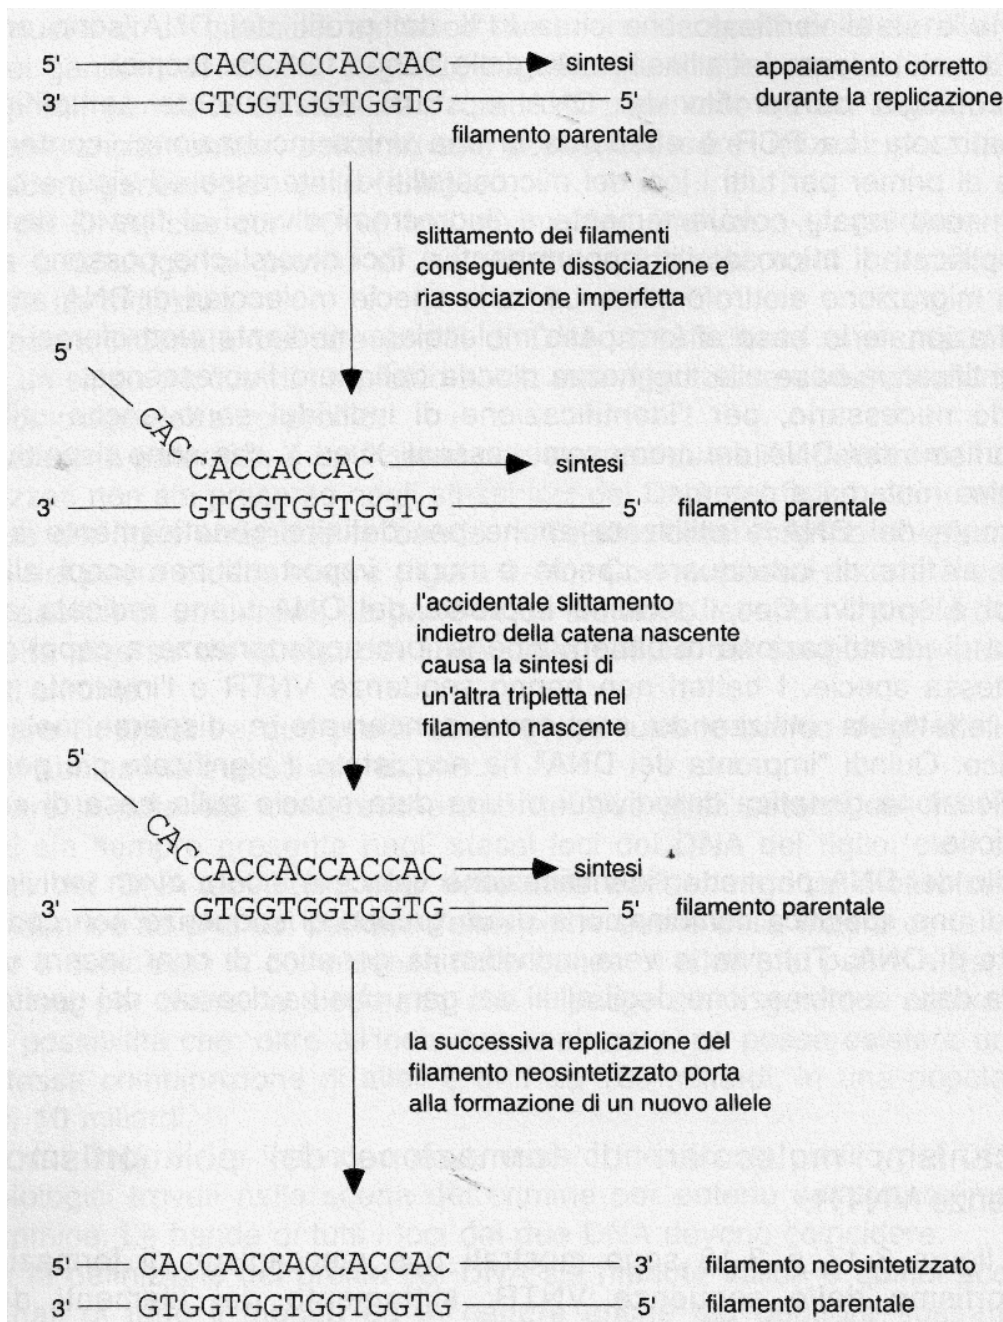 5' CACCACCACCAC sintesi appaiamento corretto
3' GTGGTGGTGGTG 5' durante la replicazione
filamento parentale
slittamento dei filamenti
conseguente dissociazione e
riassociazione imperfetta
5'
CAC
CACCACCAC sintesi
3' GTGGTGGTGGTG 5' filamento parentale
l'accidentale slittamento
indietro della catena nascente
causa la sintesi di
un'altra tripletta nel
filamento nascente
5'
CAC
CACCACCACCAC sintesi
3' GTGGTGGTGGTG 5' filamento parentale
la successiva replicazione del
filamento neosintetizzato porta
alla formazione di un nuovo allele
5' CACCACCACCACCAC 3' filamento neosintetizzato
3' GTGGTGGTGGTGGTG 5' filamento parentale